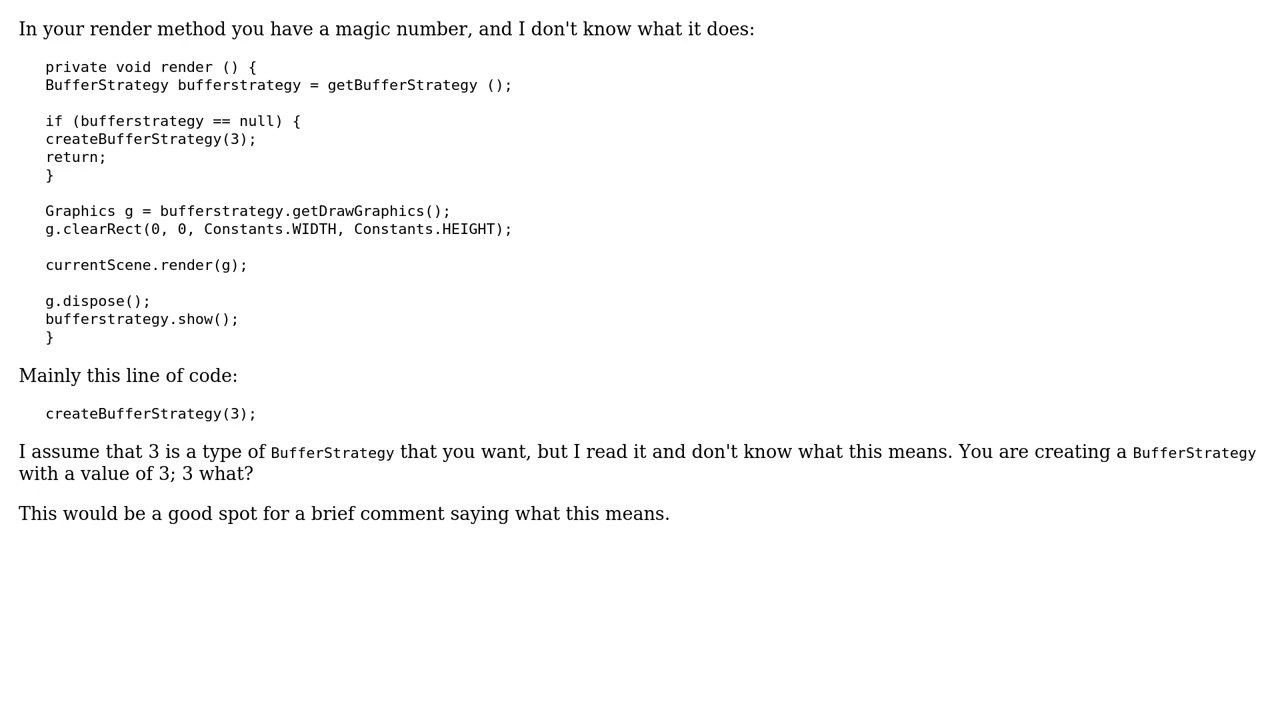 In your render method you have a magic number, and I don't know what it does:
private void render () {
BufferStrategy bufferstrategy = getBufferStrategy ();
if (bufferstrategy == null) {
createBufferStrategy(3);
return;
}
Graphics g = bufferstrategy.getDrawGraphics();
g.clearRect(0, 0, Constants.WIDTH, Constants.HEIGHT);
currentScene.render(g);
g.dispose();
bufferstrategy.show();
}
Mainly this line of code:
createBufferStrategy(3);
I assume that 3 is a type of BufferStrategy that you want, but I read it and don't know what this means. You are creating a BufferStrategy
with a value of 3; 3 what?
This would be a good spot for a brief comment saying what this means.